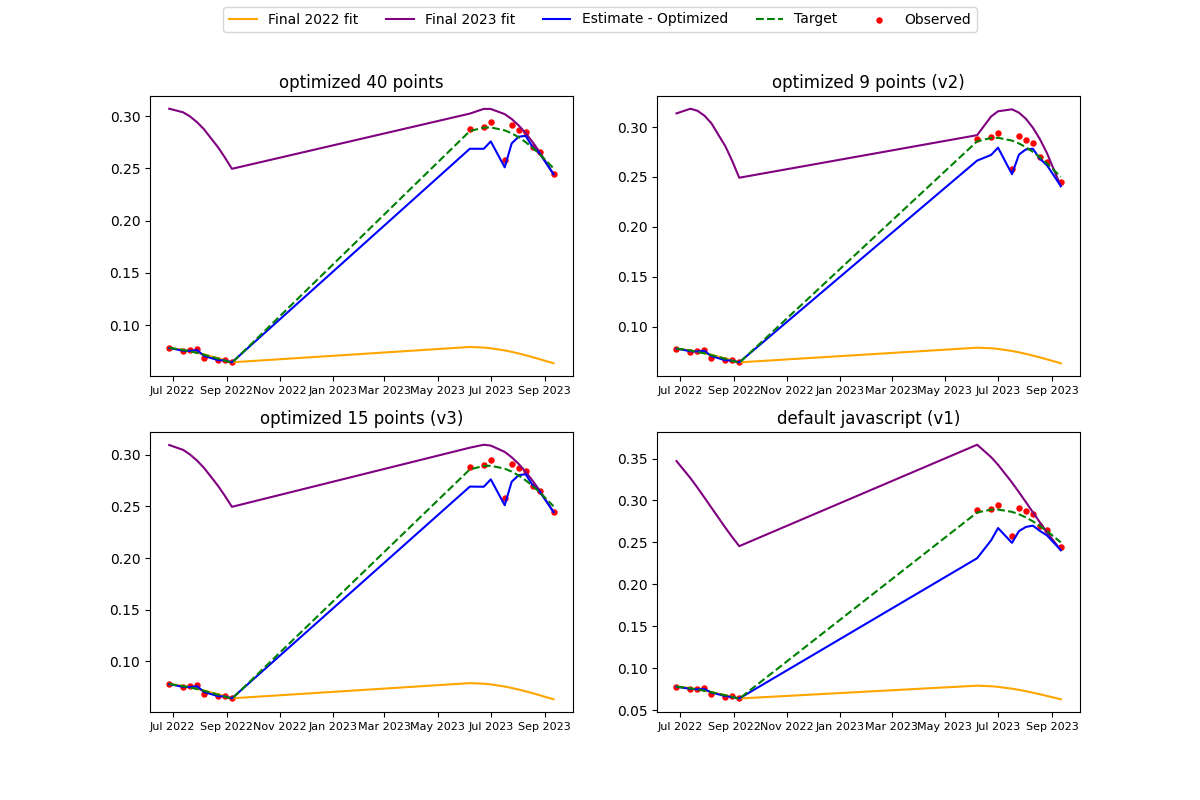 Final 2022 fit Final 2023 fit Estimate - Optimized Target Observed
optimized 40 points
0.30
0.25
0.20
0.15
0.10
Jul 2022 Sep 2022 Nov 2022 Jan 2023 Mar 2023 May 2023 Jul 2023 Sep 2023
optimized 9 points (v2)
0.30
0.25
0.20
0.15
0.10
Jul 2022 Sep 2022 Nov 2022 Jan 2023 Mar 2023 May 2023 Jul 2023 Sep 2023
optimized 15 points (v3)
0.30
0.25
0.20
0.15
0.10
Jul 2022 Sep 2022 Nov 2022 Jan 2023 Mar 2023 May 2023 Jul 2023 Sep 2023
default javascript (v1)
0.35
0.30
0.25
0.20
0.15
0.10
0.05
Jul 2022 Sep 2022 Nov 2022 Jan 2023 Mar 2023 May 2023 Jul 2023 Sep 2023